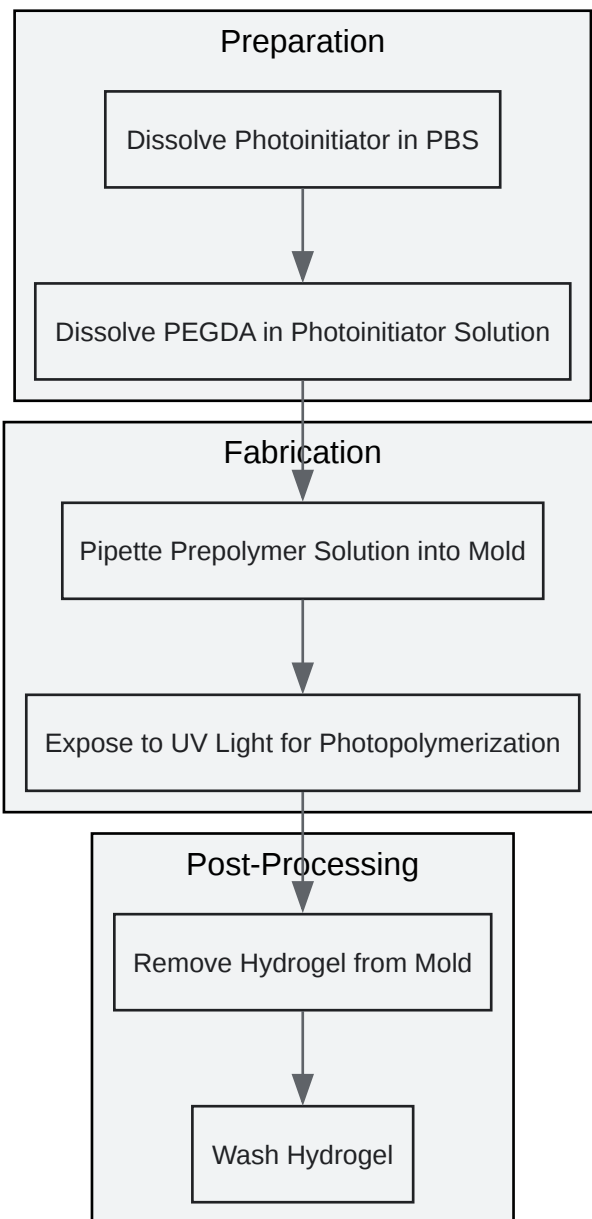 Preparation
Dissolve Photoinitiator in PBS
Dissolve PEGDA in Photoinitiator Solution
Fabrication
Pipette Prepolymer Solution into Mold
Expose to UV Light for Photopolymerization
Post-Processing
Remove Hydrogel from Mold
Wash Hydrogel